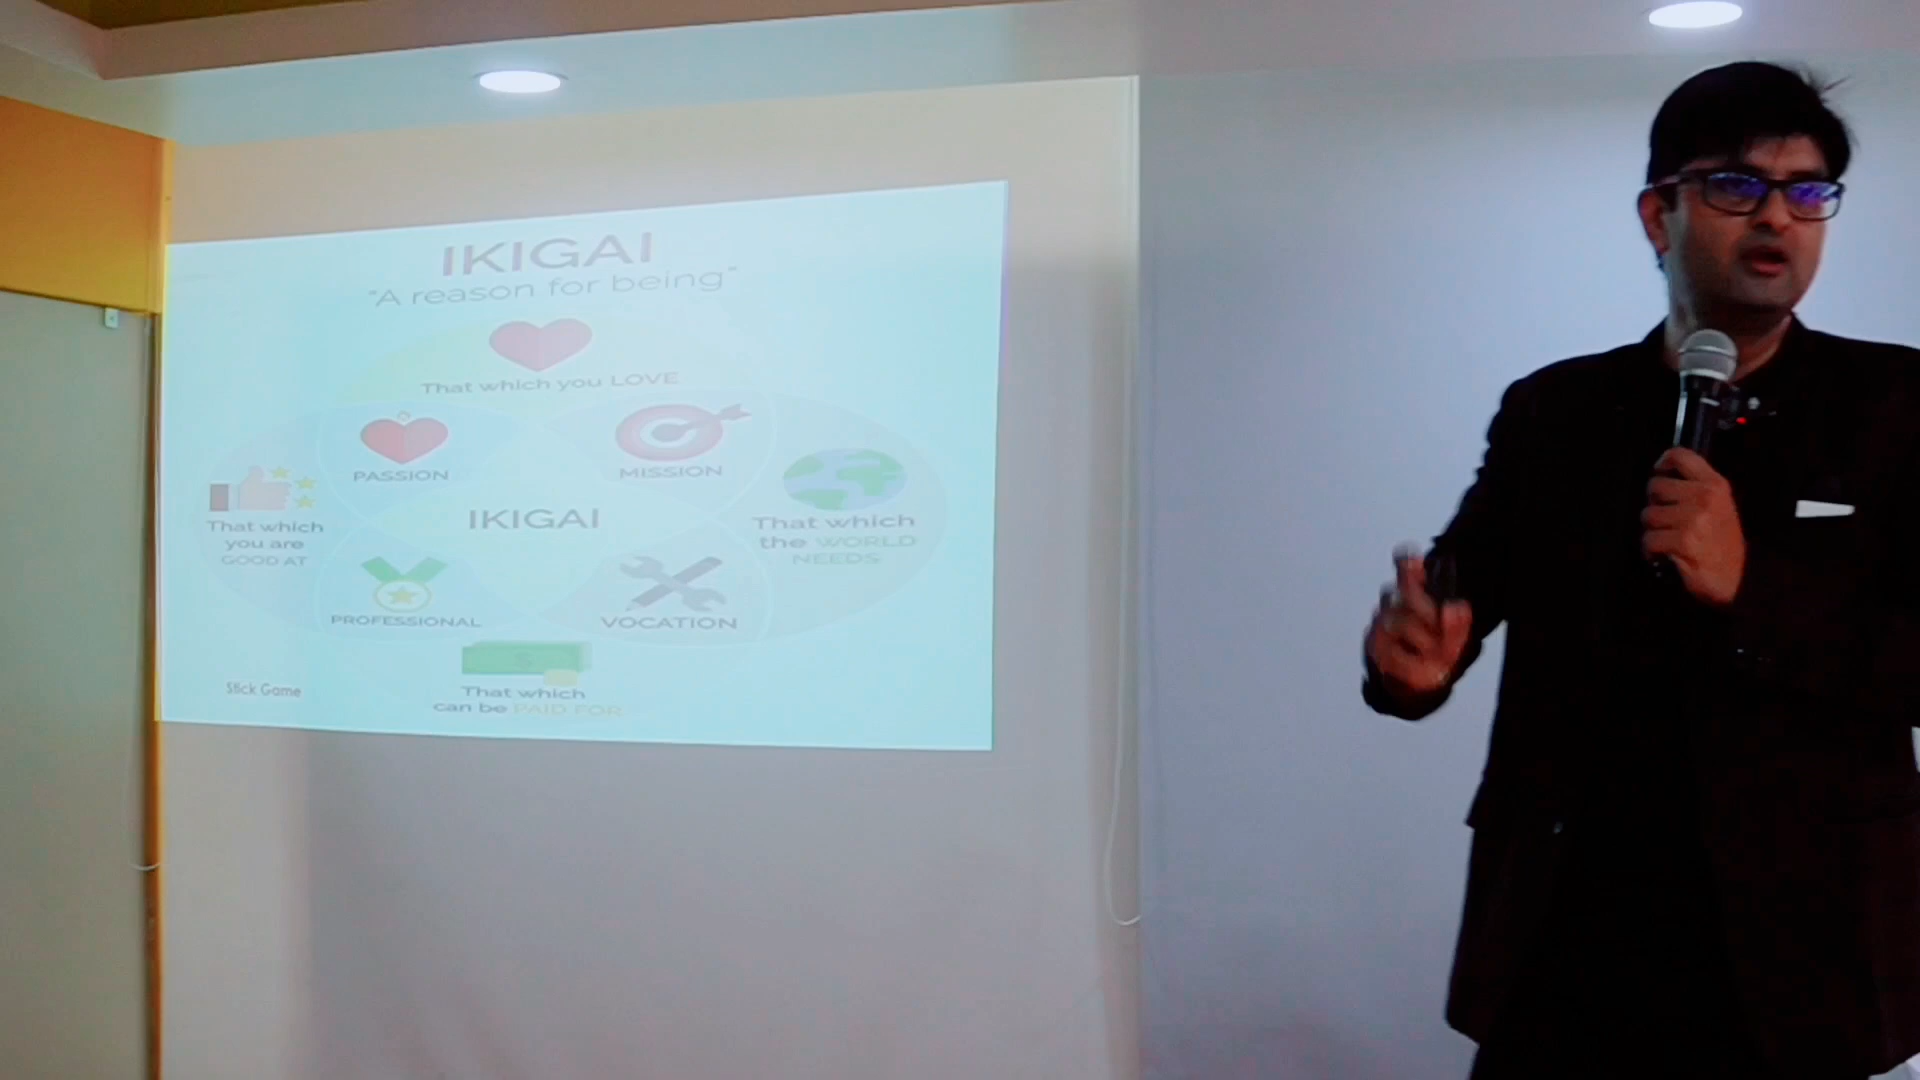 IKIGAI
"A reason for being"
That which you LOVE
PASSION
MISSION
That which
you are
GOOD AT
IKIGAI
That which
the WORLD
NEEDS
PROFESSIONAL
VOCATION
That which
can be PAID FOR
Stick Game